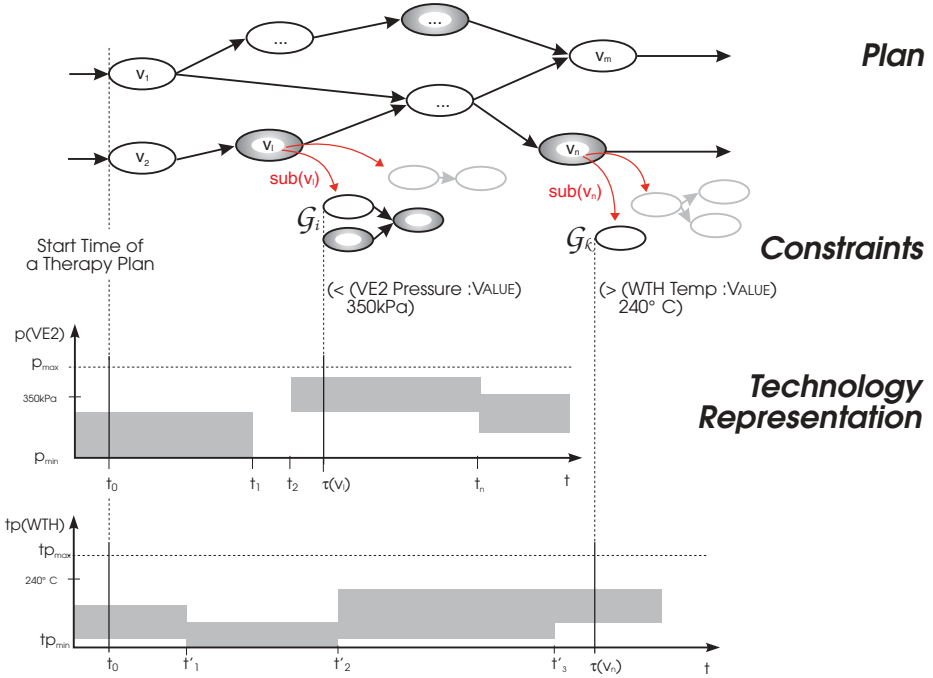 ...
...
Plan
v₁
vₘ
...
v₂
vₗ
vₙ
sub(vₗ)
sub(vₙ)
𝒢ᵢ
𝒢ₖ
Start Time of
a Therapy Plan
Constraints
(< (VE2 Pressure :VALUE)
350kPa)
(> (WTH Temp :VALUE)
240° C)
p(VE2)
pₘₐₓ
350kPa
Technology
Representation
pₘᵢₙ
t₀
t₁
t₂
τ(vₗ)
tₙ
t
tp(WTH)
tpₘₐₓ
240° C
tpₘᵢₙ
t₀
t'₁
t'₂
t'₃
τ(vₙ)
t